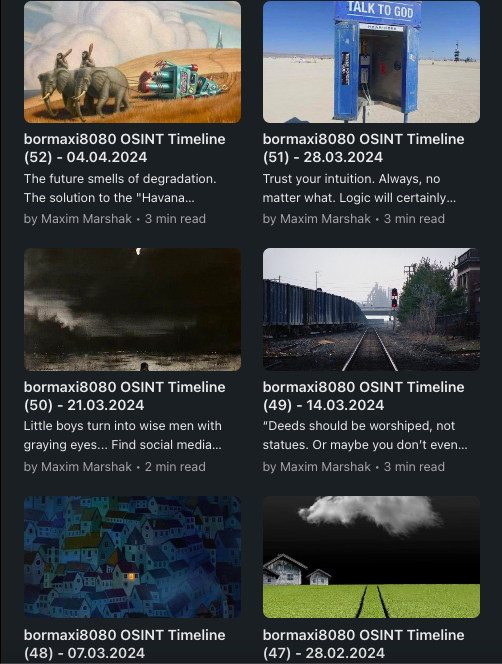 TALK TO GOD
bormaxi8080 OSINT Timeline
(52) - 04.04.2024
The future smells of degradation.
The solution to the "Havana...
by Maxim Marshak • 3 min read
bormaxi8080 OSINT Timeline
(51) - 28.03.2024
Trust your intuition. Always, no
matter what. Logic will certainly...
by Maxim Marshak • 3 min read
bormaxi8080 OSINT Timeline
(50) - 21.03.2024
Little boys turn into wise men with
graying eyes... Find social media...
by Maxim Marshak • 2 min read
bormaxi8080 OSINT Timeline
(49) - 14.03.2024
“Deeds should be worshiped, not
statues. Or maybe you don’t even...
by Maxim Marshak • 3 min read
bormaxi8080 OSINT Timeline
(48) - 07.03.2024
bormaxi8080 OSINT Timeline
(47) - 28.02.2024